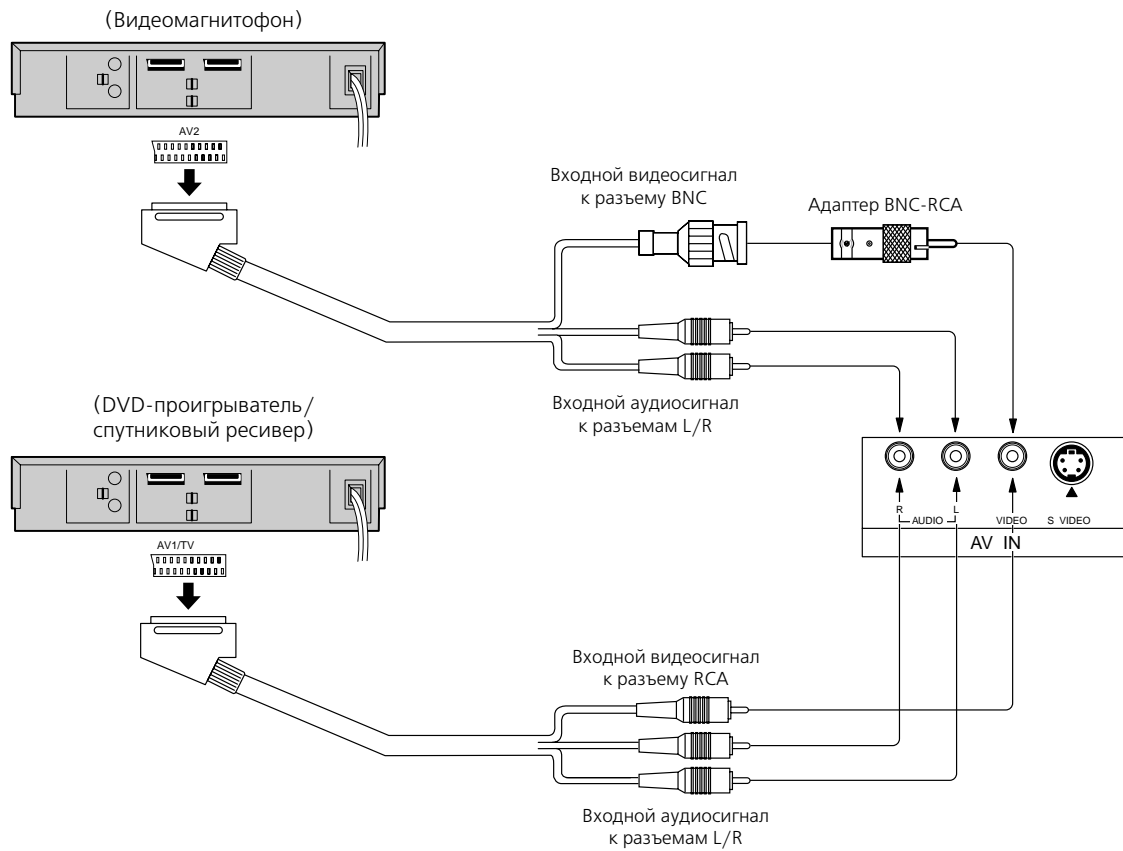 (Видеомагнитофон)
AV2
Входной видеосигнал
к разъему BNC
Адаптер BNC-RCA
Входной аудиосигнал
к разъемам L/R
(DVD-проигрыватель/
спутниковый ресивер)
AV1/TV
R
AUDIO
L
VIDEO
S VIDEO
AV IN
Входной видеосигнал
к разъему RCA
Входной аудиосигнал
к разъемам L/R